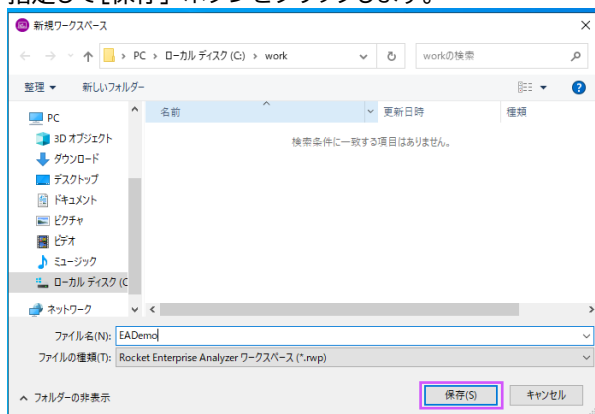 指定して[保存] ボタンをクリックします。
新規ワークスペース
PC > ローカル ディスク (C:) > work
workの検索
整理 新しいフォルダー
名前 更新日時 種類
検索条件に一致する項目はありません。
PC
3D オブジェクト
ダウンロード
デスクトップ
ドキュメント
ピクチャ
ビデオ
ミュージック
ローカル ディスク (C
ネットワーク
ファイル名(N): EADemo
ファイルの種類(T): Rocket Enterprise Analyzer ワークスペース (*.rwp)
フォルダーの非表示
保存(S) キャンセル